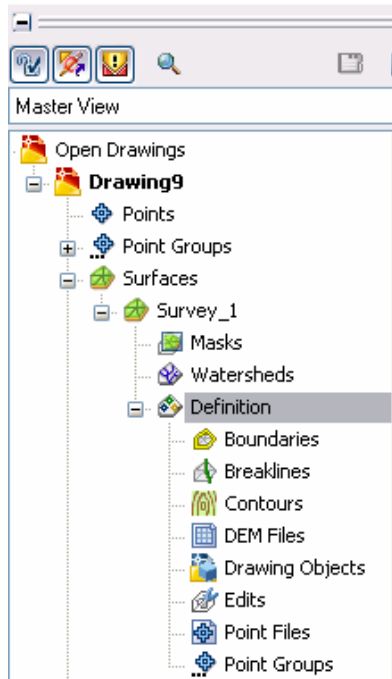 Master View
Open Drawings
Drawing9
Points
Point Groups
Surfaces
Survey_1
Masks
Watersheds
Definition
Boundaries
Breaklines
Contours
DEM Files
Drawing Objects
Edits
Point Files
Point Groups